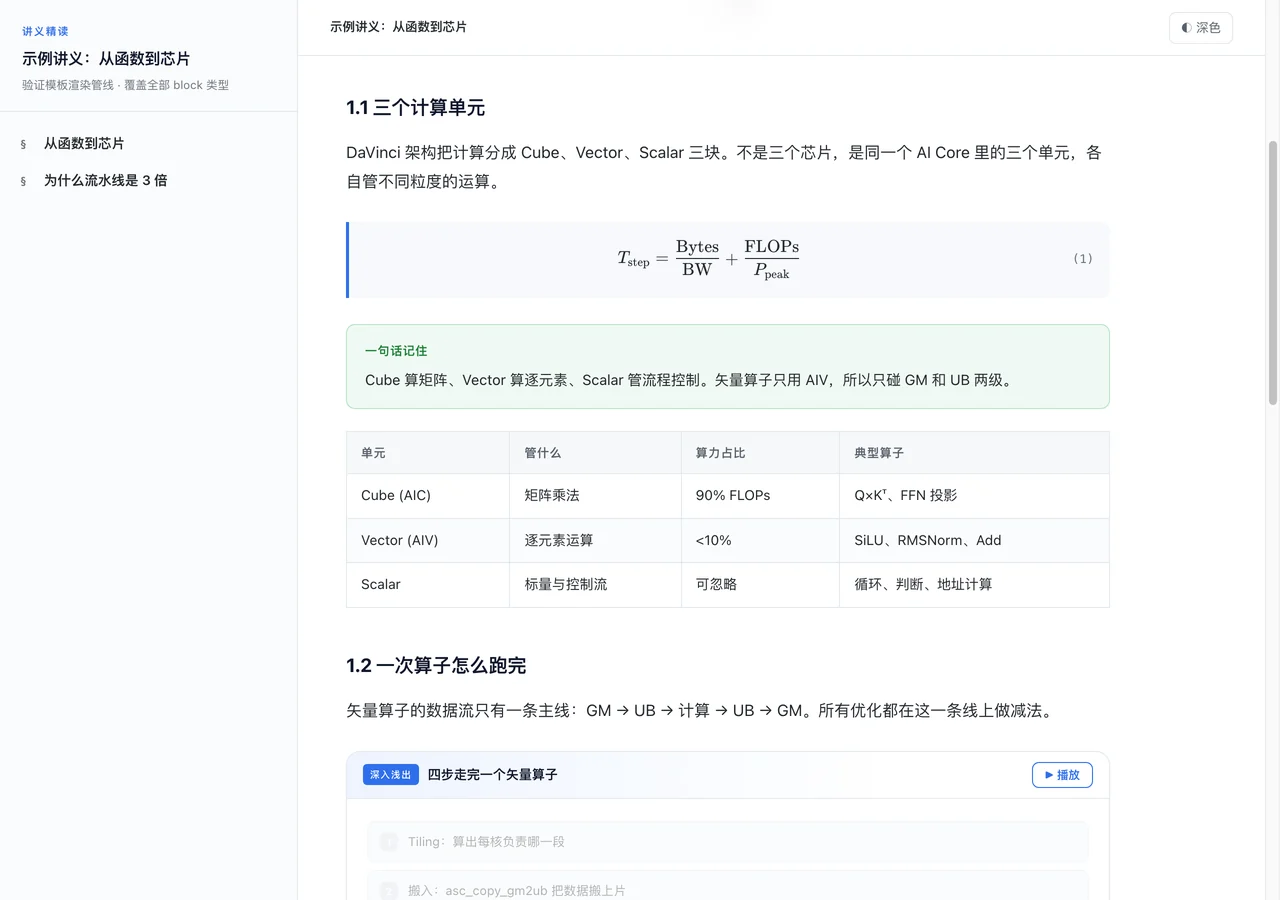 讲义精读
示例讲义：从函数到芯片
验证模板渲染管线 · 覆盖全部 block 类型
§ 从函数到芯片
§ 为什么流水线是 3 倍
示例讲义：从函数到芯片
深色
1.1 三个计算单元
DaVinci 架构把计算分成 Cube、Vector、Scalar 三块。不是三个芯片，是同一个 AI Core 里的三个单元，各
自管不同粒度的运算。
T_step = Bytes/BW + FLOPs/P_peak (1)
一句话记住
Cube 算矩阵、Vector 算逐元素、Scalar 管流程控制。矢量算子只用 AIV，所以只碰 GM 和 UB 两级。
单元 管什么 算力占比 典型算子
Cube (AIC) 矩阵乘法 90% FLOPs Q×Kᵀ、FFN 投影
Vector (AIV) 逐元素运算 <10% SiLU、RMSNorm、Add
Scalar 标量与控制流 可忽略 循环、判断、地址计算
1.2 一次算子怎么跑完
矢量算子的数据流只有一条主线：GM → UB → 计算 → UB → GM。所有优化都在这一条线上做减法。
深入浅出 四步走完一个矢量算子 ▶ 播放
1 Tiling：算出每核负责哪一段
2 搬入：asc_copy_gm2ub 把数据搬上片